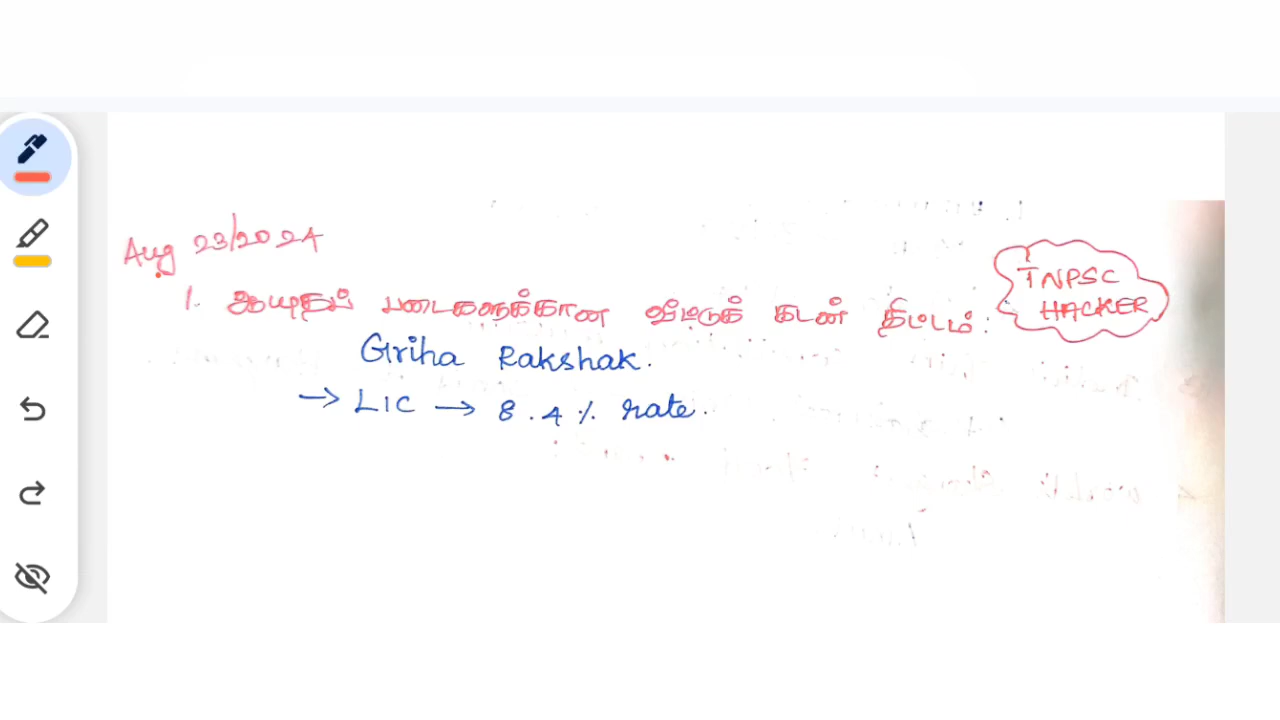 Aug 23/2024
1. ஆயுதப் படைகளுக்கான வீட்டுக் கடன் திட்டம் :
TNPSC
HACKER
Griha Rakshak.
→ LIC → 8.4 % rate.